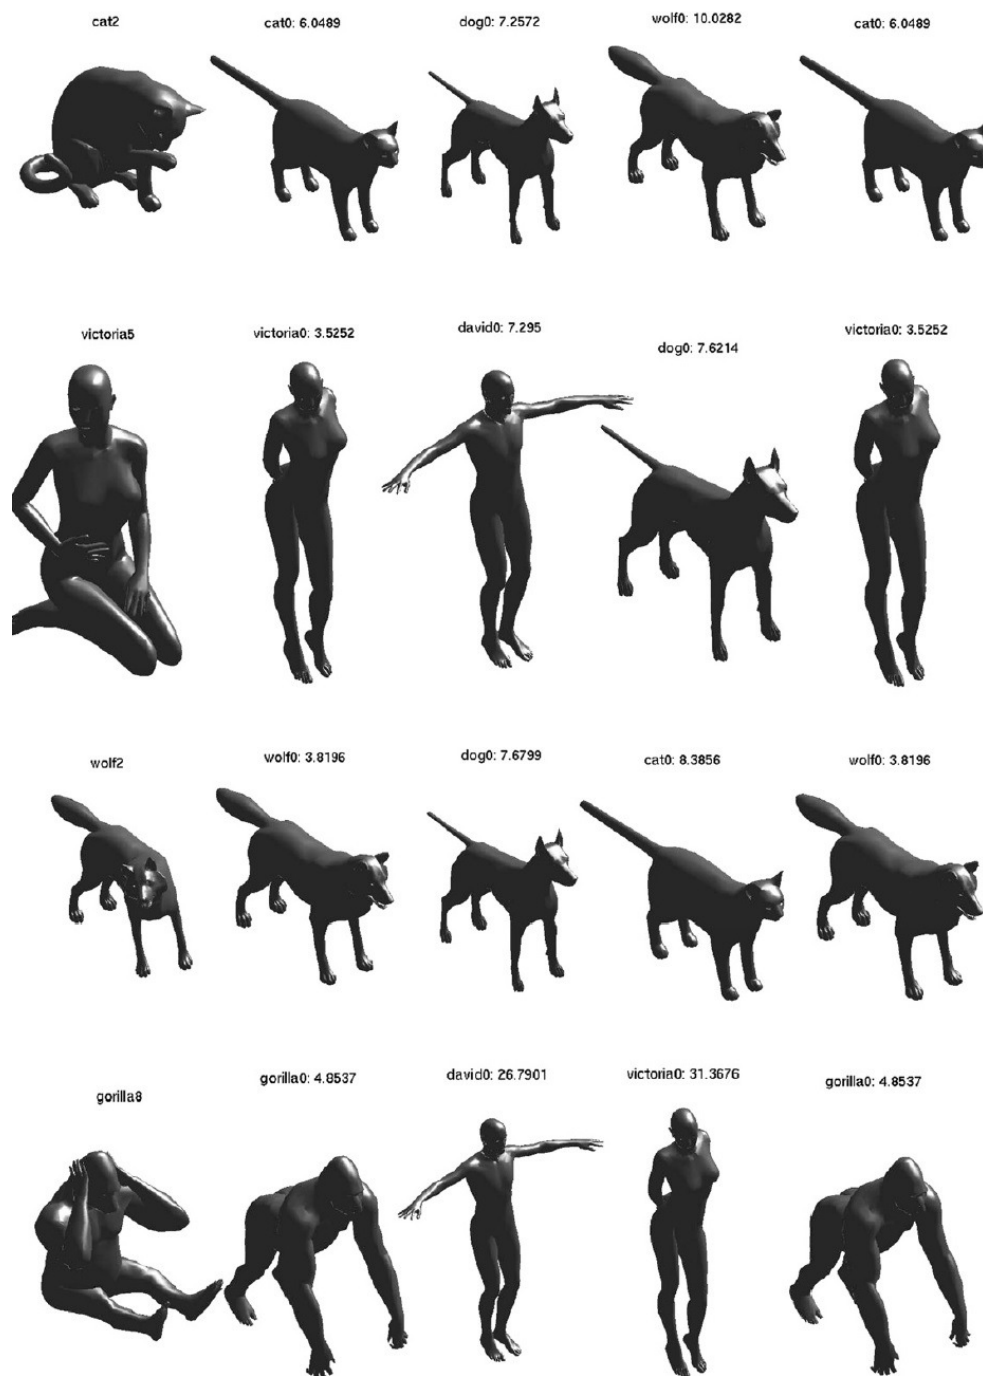 cat2
cat0: 6.0489
dog0: 7.2572
wolf0: 10.0282
cat0: 6.0489
victoria5
victoria0: 3.5252
david0: 7.295
dog0: 7.6214
victoria0: 3.5252
wolf2
wolf0: 3.8196
dog0: 7.6799
cat0: 8.3856
wolf0: 3.8196
gorilla8
gorilla0: 4.8537
david0: 26.7901
victoria0: 31.3676
gorilla0: 4.8537